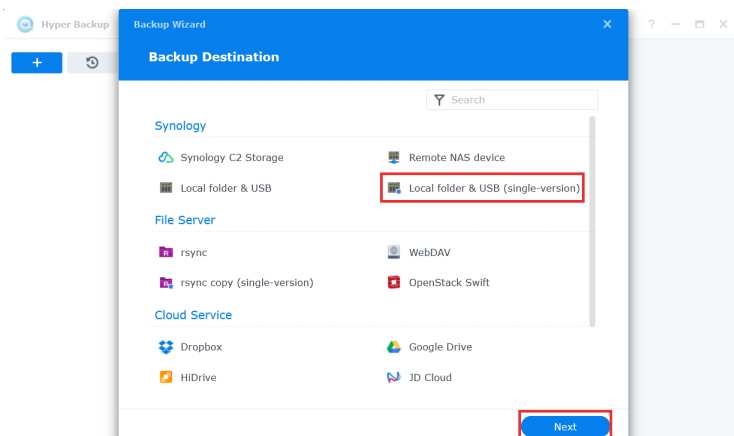 Hyper Backup
Backup Wizard
Backup Destination
Search
Synology
Synology C2 Storage
Remote NAS device
Local folder & USB
Local folder & USB (single-version)
File Server
rsync
WebDAV
rsync copy (single-version)
OpenStack Swift
Cloud Service
Dropbox
Google Drive
HiDrive
JD Cloud
Next